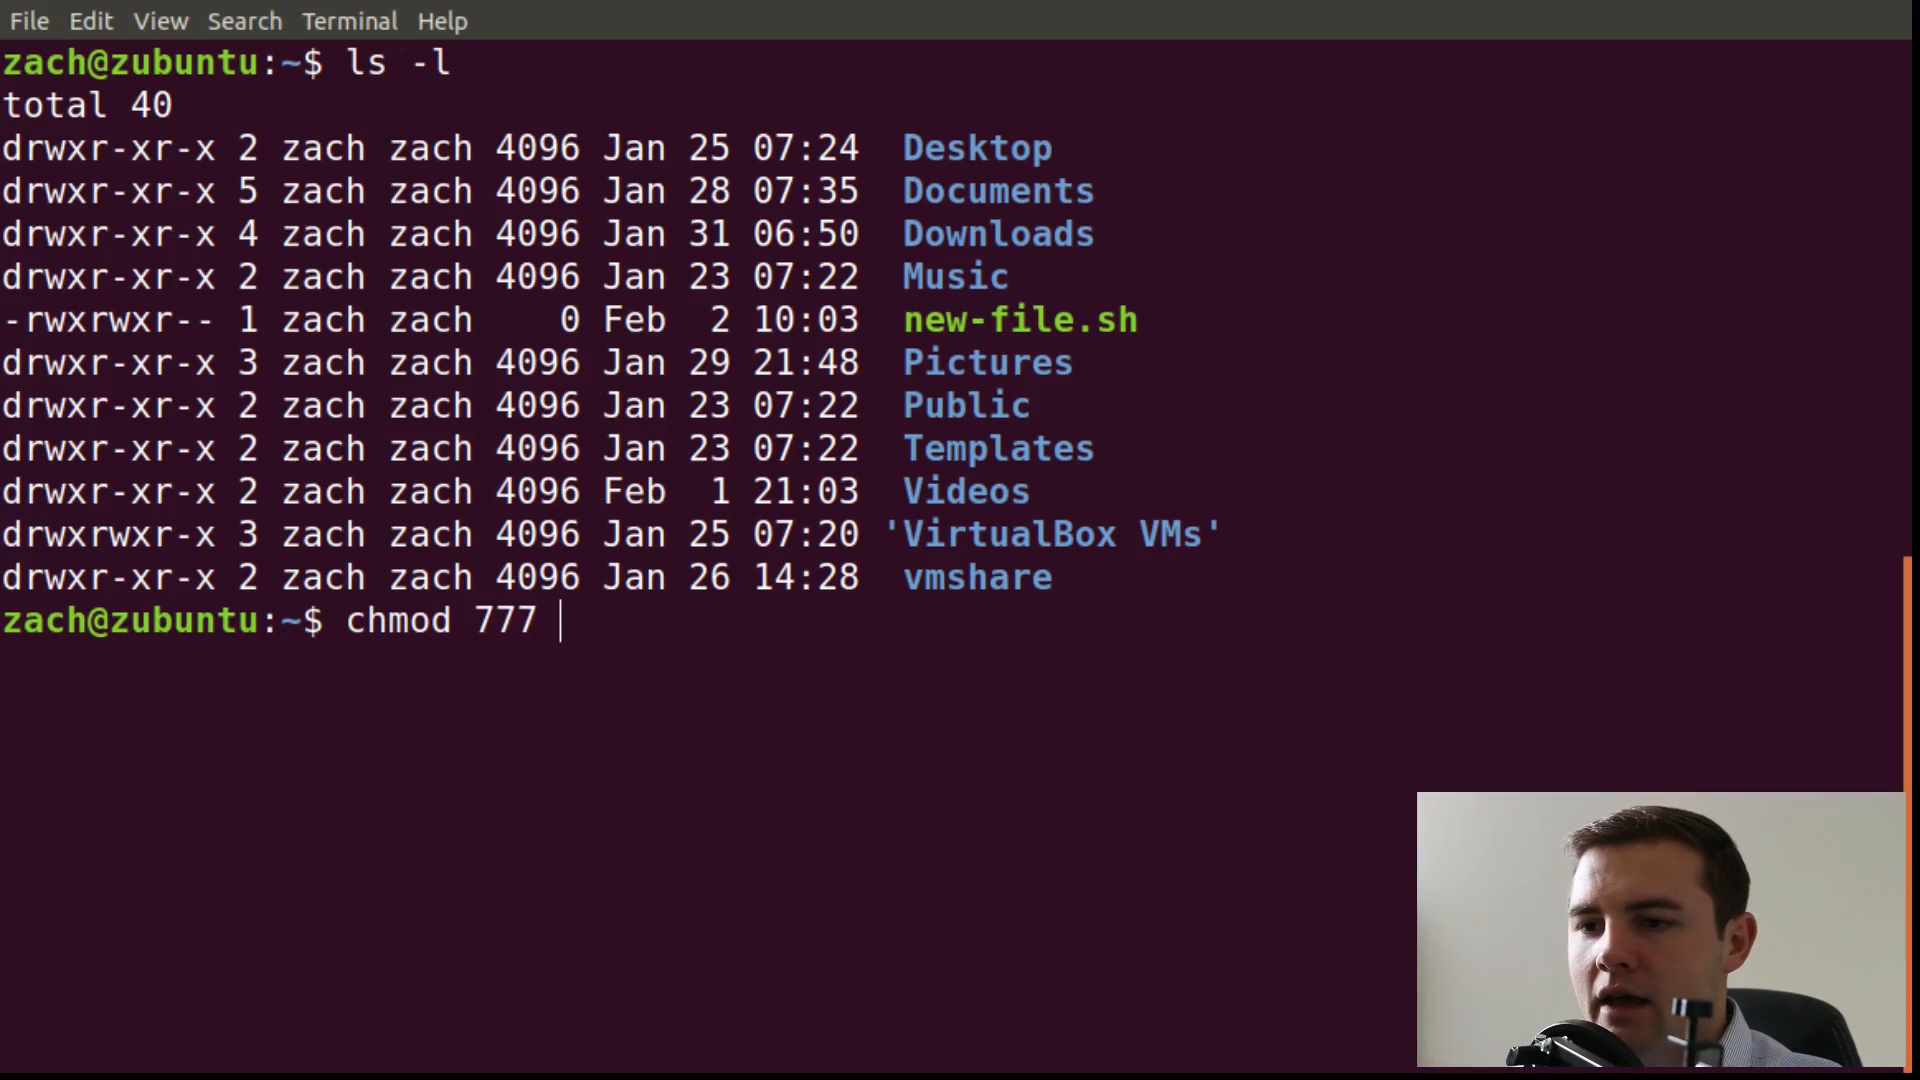 File Edit View Search Terminal Help
zach@zubuntu:~$ ls -l
total 40
drwxr-xr-x 2 zach zach 4096 Jan 25 07:24  Desktop
drwxr-xr-x 5 zach zach 4096 Jan 28 07:35  Documents
drwxr-xr-x 4 zach zach 4096 Jan 31 06:50  Downloads
drwxr-xr-x 2 zach zach 4096 Jan 23 07:22  Music
-rwxrwxr-- 1 zach zach    0 Feb  2 10:03  new-file.sh
drwxr-xr-x 3 zach zach 4096 Jan 29 21:48  Pictures
drwxr-xr-x 2 zach zach 4096 Jan 23 07:22  Public
drwxr-xr-x 2 zach zach 4096 Jan 23 07:22  Templates
drwxr-xr-x 2 zach zach 4096 Feb  1 21:03  Videos
drwxrwxr-x 3 zach zach 4096 Jan 25 07:20 'VirtualBox VMs'
drwxr-xr-x 2 zach zach 4096 Jan 26 14:28  vmshare
zach@zubuntu:~$ chmod 777